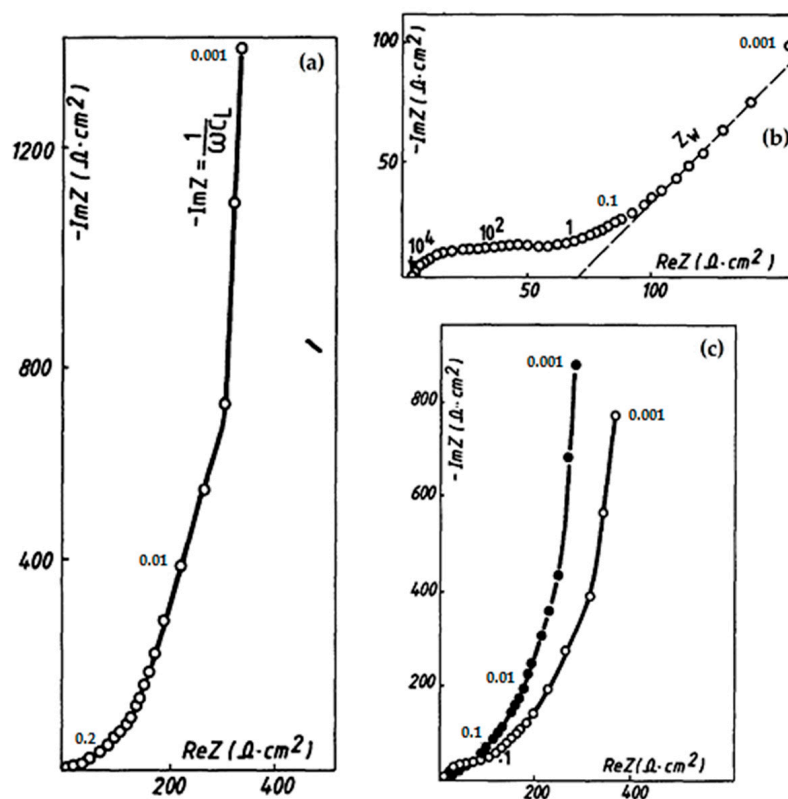 (a)
0.001
-ImZ (Ω·cm²)
1200
-ImZ = 1/ωC_L
800
0.01
400
0.2
ReZ (Ω·cm²)
200
400
(b)
-ImZ (Ω·cm²)
100
0.001
Z_W
50
0.1
10⁴
10²
1
ReZ (Ω·cm²)
50
100
(c)
-ImZ (Ω·cm²)
0.001
800
0.001
600
400
0.01
200
0.1
.1
ReZ (Ω·cm²)
200
400